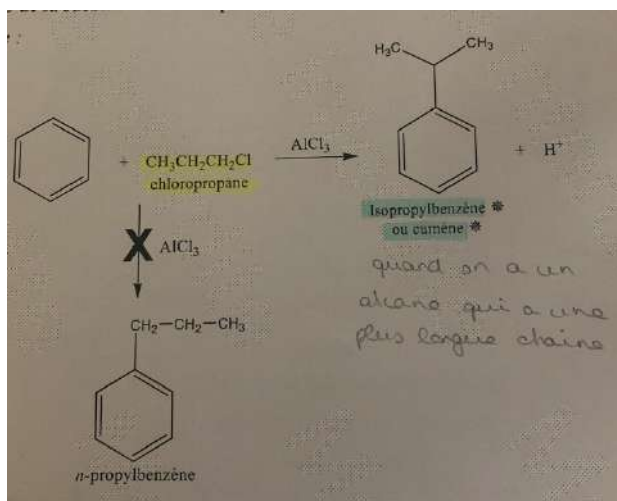 e :
H₃C
CH₃
+ CH₃CH₂CH₂Cl
chloropropane
AlCl₃
+ H⁺
Isopropylbenzène *
ou cumène *
X AlCl₃
quand on a un
alcane qui a une
plus longue chaine
CH₂—CH₂—CH₃
n-propylbenzène